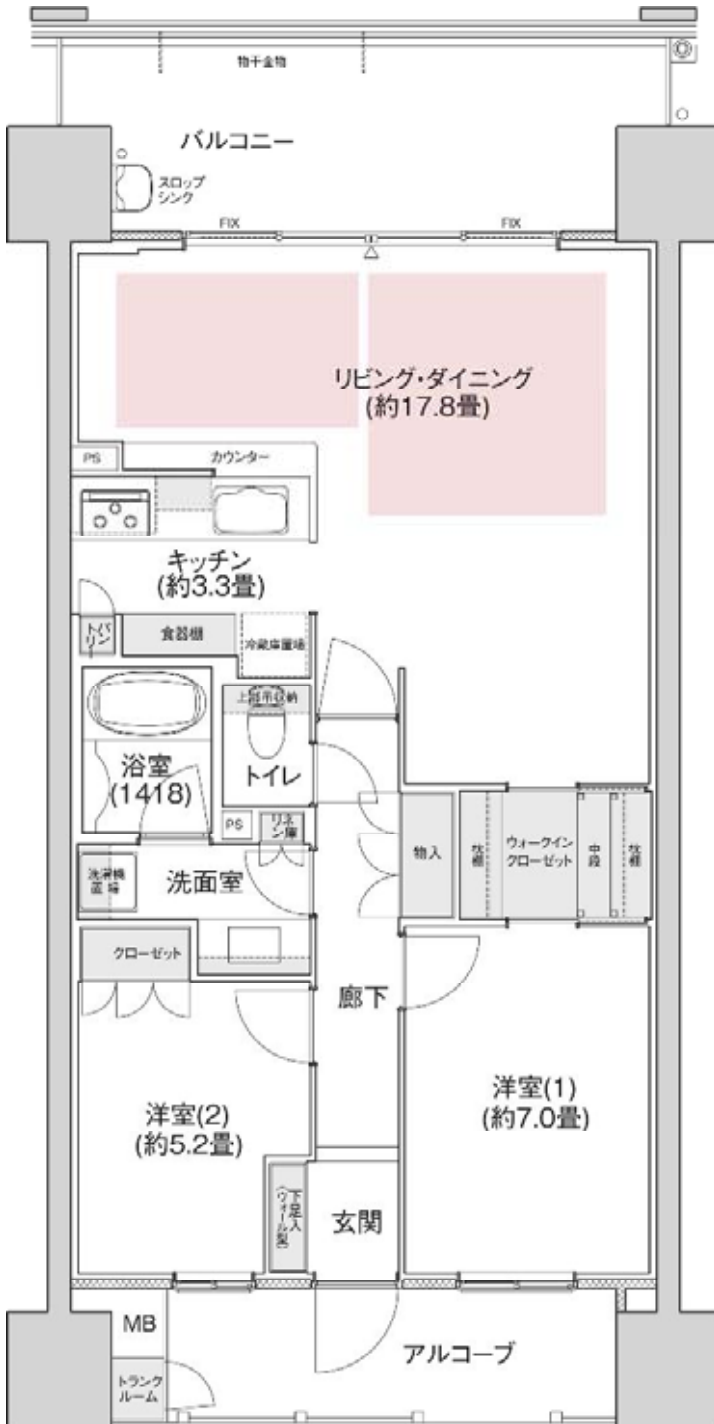 物干金物
バルコニー
スロップ
シンク
FIX
FIX
リビング・ダイニング
(約17.8畳)
PS
カウンター
キッチン
(約3.3畳)
パントリー
食器棚
冷蔵庫置場
上部吊収納
トイレ
浴室
(1418)
PS
リネン庫
物入
枕棚
ウォークイン
クローゼット
中段
枕棚
洗濯機
置場
洗面室
クローゼット
廊下
洋室(1)
(約7.0畳)
洋室(2)
(約5.2畳)
下足入
(ウォール型)
玄関
MB
アルコーブ
トランク
ルーム